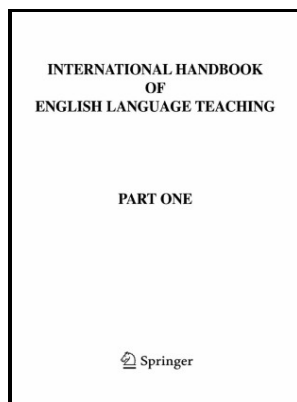 INTERNATIONAL HANDBOOK
OF
ENGLISH LANGUAGE TEACHING
PART ONE
Springer